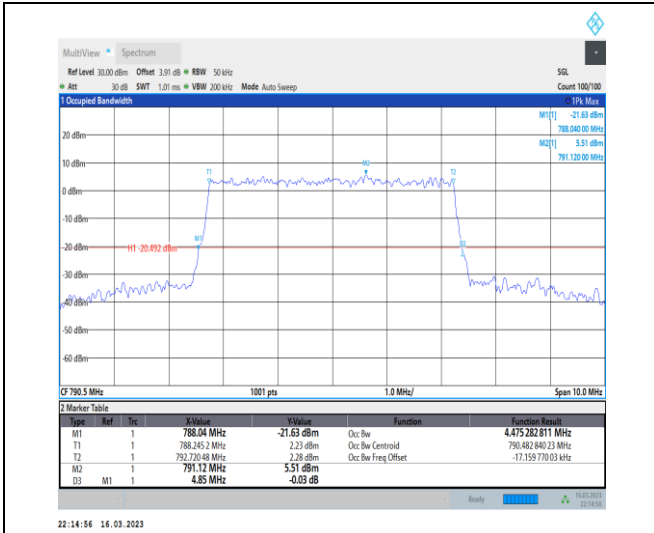 MultiView Spectrum
Ref Level 30.00 dBm Offset 3.91 dB RBW 50 kHz SGL
Att 30 dB SWT 1.01 ms VBW 200 kHz Mode Auto Sweep Count 100/100
1 Occupied Bandwidth 1Pk Max
M1[1] -21.63 dBm
788.040 00 MHz
M2[1] 5.51 dBm
791.120 00 MHz
20 dBm
10 dBm
T1 M2 T2
0 dBm
-10 dBm
M1
-20 dBm H1 -20.492 dBm D3
-30 dBm
-40 dBm
-50 dBm
-60 dBm
CF 790.5 MHz 1001 pts 1.0 MHz/ Span 10.0 MHz
2 Marker Table
Type Ref Trc X-Value Y-Value Function Function Result
M1 1 788.04 MHz -21.63 dBm Occ Bw 4.475 282 811 MHz
T1 1 788.245 2 MHz 2.23 dBm Occ Bw Centroid 790.482 840 23 MHz
T2 1 792.720 48 MHz 2.28 dBm Occ Bw Freq Offset -17.159 770 03 kHz
M2 1 791.12 MHz 5.51 dBm
D3 M1 1 4.85 MHz -0.03 dB
Ready 16.03.2023
22:14:56
22:14:56 16.03.2023